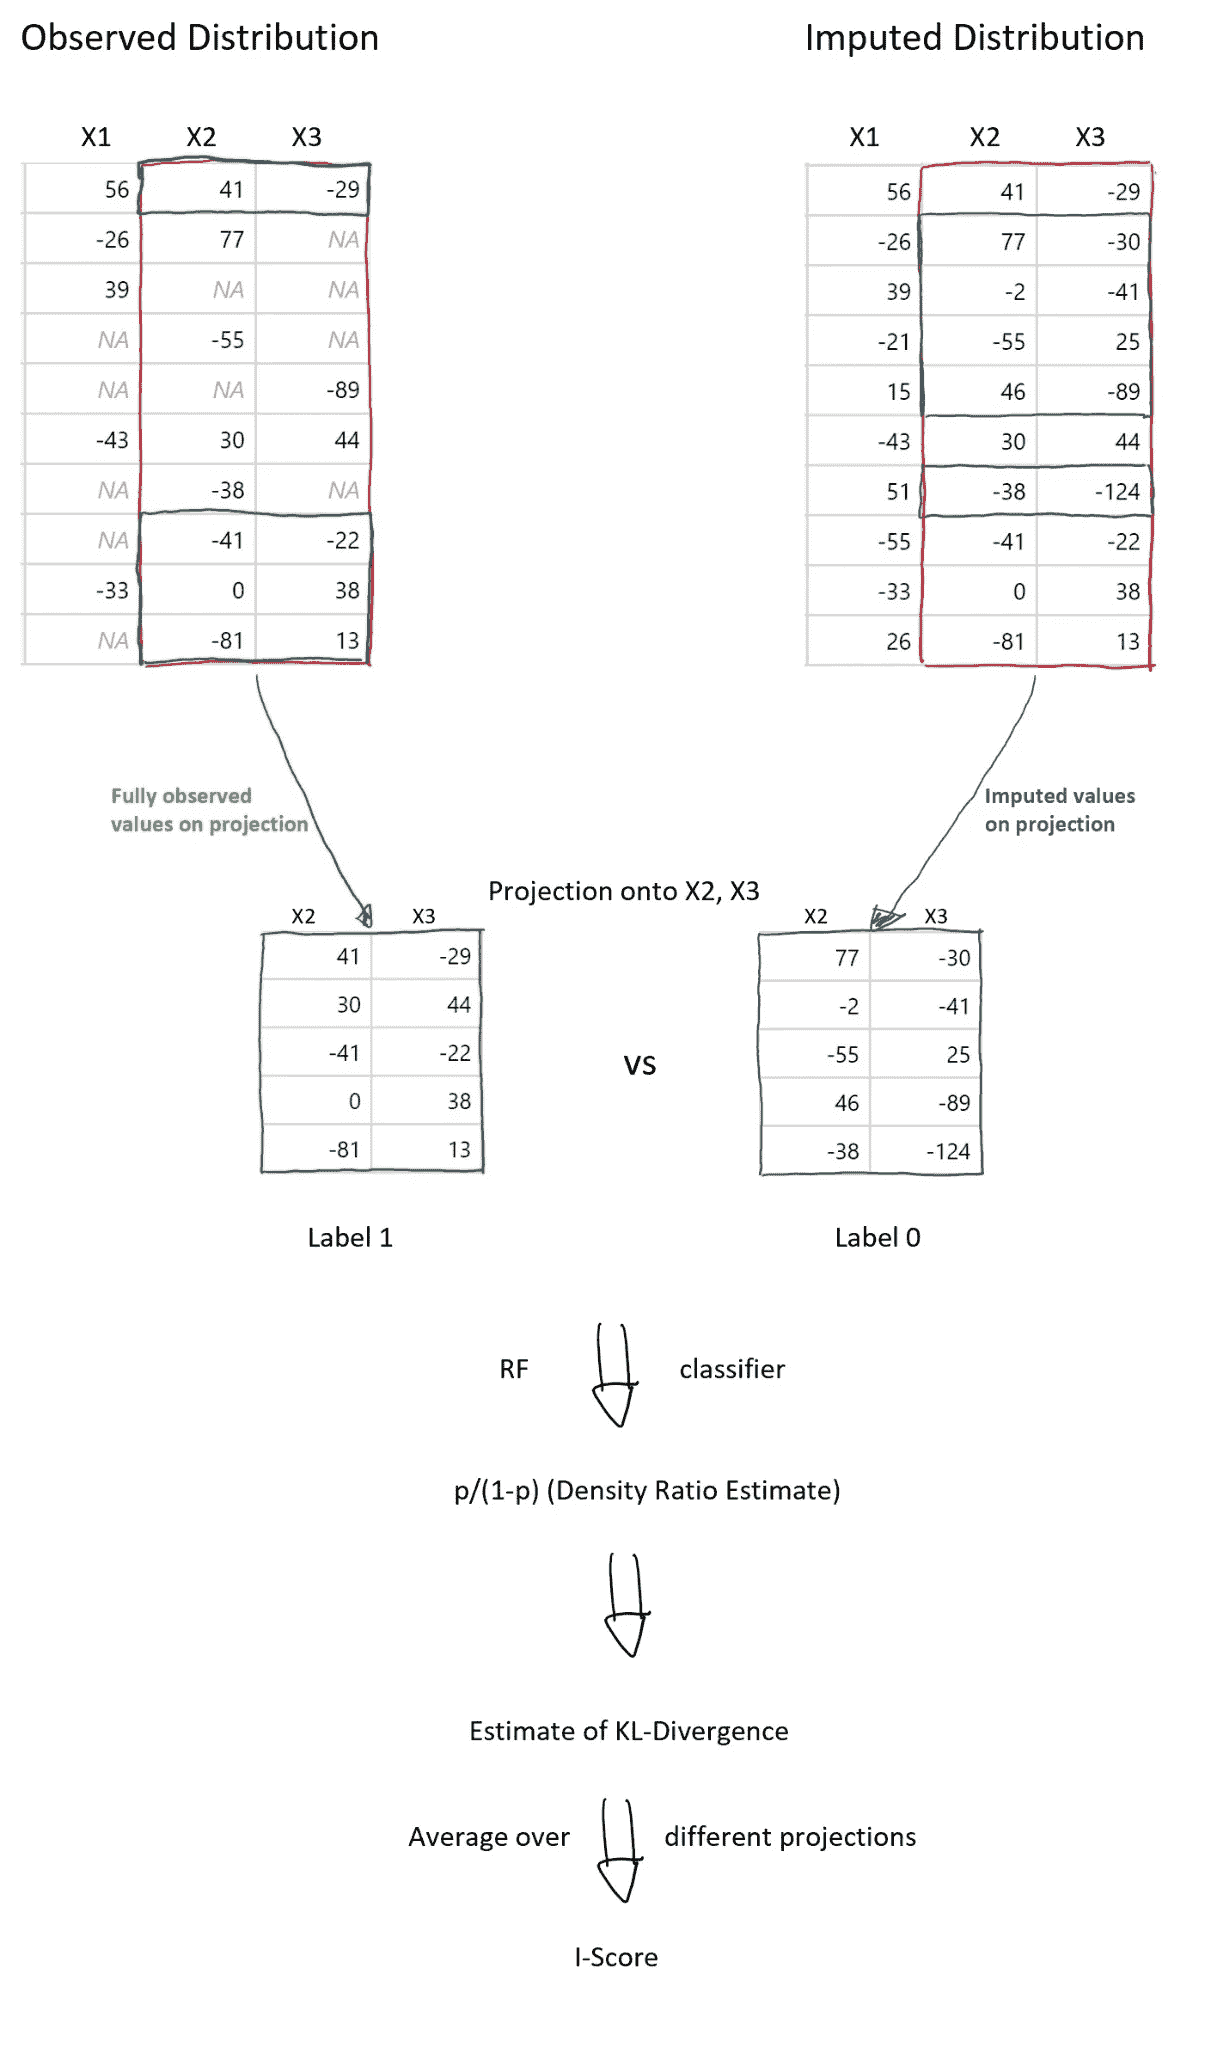 Observed Distribution
Imputed Distribution
X1 X2 X3
56 41 -29
-26 77 NA
39 NA NA
NA -55 NA
NA NA -89
-43 30 44
NA -38 NA
NA -41 -22
-33 0 38
NA -81 13
X1 X2 X3
56 41 -29
-26 77 -30
39 -2 -41
-21 -55 25
15 46 -89
-43 30 44
51 -38 -124
-55 -41 -22
-33 0 38
26 -81 13
Fully observed
values on projection
Imputed values
on projection
Projection onto X2, X3
X2 X3
41 -29
30 44
-41 -22
0 38
-81 13
Label 1
vs
X2 X3
77 -30
-2 -41
-55 25
46 -89
-38 -124
Label 0
RF classifier
p/(1-p) (Density Ratio Estimate)
Estimate of KL-Divergence
Average over different projections
I-Score